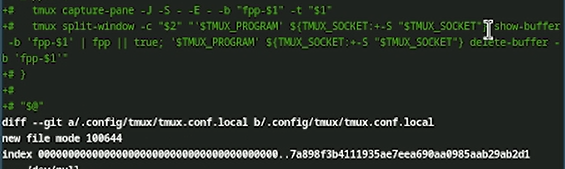 +#   tmux capture-pane -J -S - -E - -b "fpp-$1" -t "$1"
+#   tmux split-window -c "$2" "'$TMUX_PROGRAM' ${TMUX_SOCKET:+-S "$TMUX_SOCKET"} show-buffer
-b 'fpp-$1' | fpp || true; '$TMUX_PROGRAM' ${TMUX_SOCKET:+-S "$TMUX_SOCKET"} delete-buffer -
b 'fpp-$1'"
+# }
+#
+# "$@"
diff --git a/.config/tmux/tmux.conf.local b/.config/tmux/tmux.conf.local
new file mode 100644
index 0000000000000000000000000000000000000000..7a898f3b4111935ae7eea690aa0985aab29ab2d1